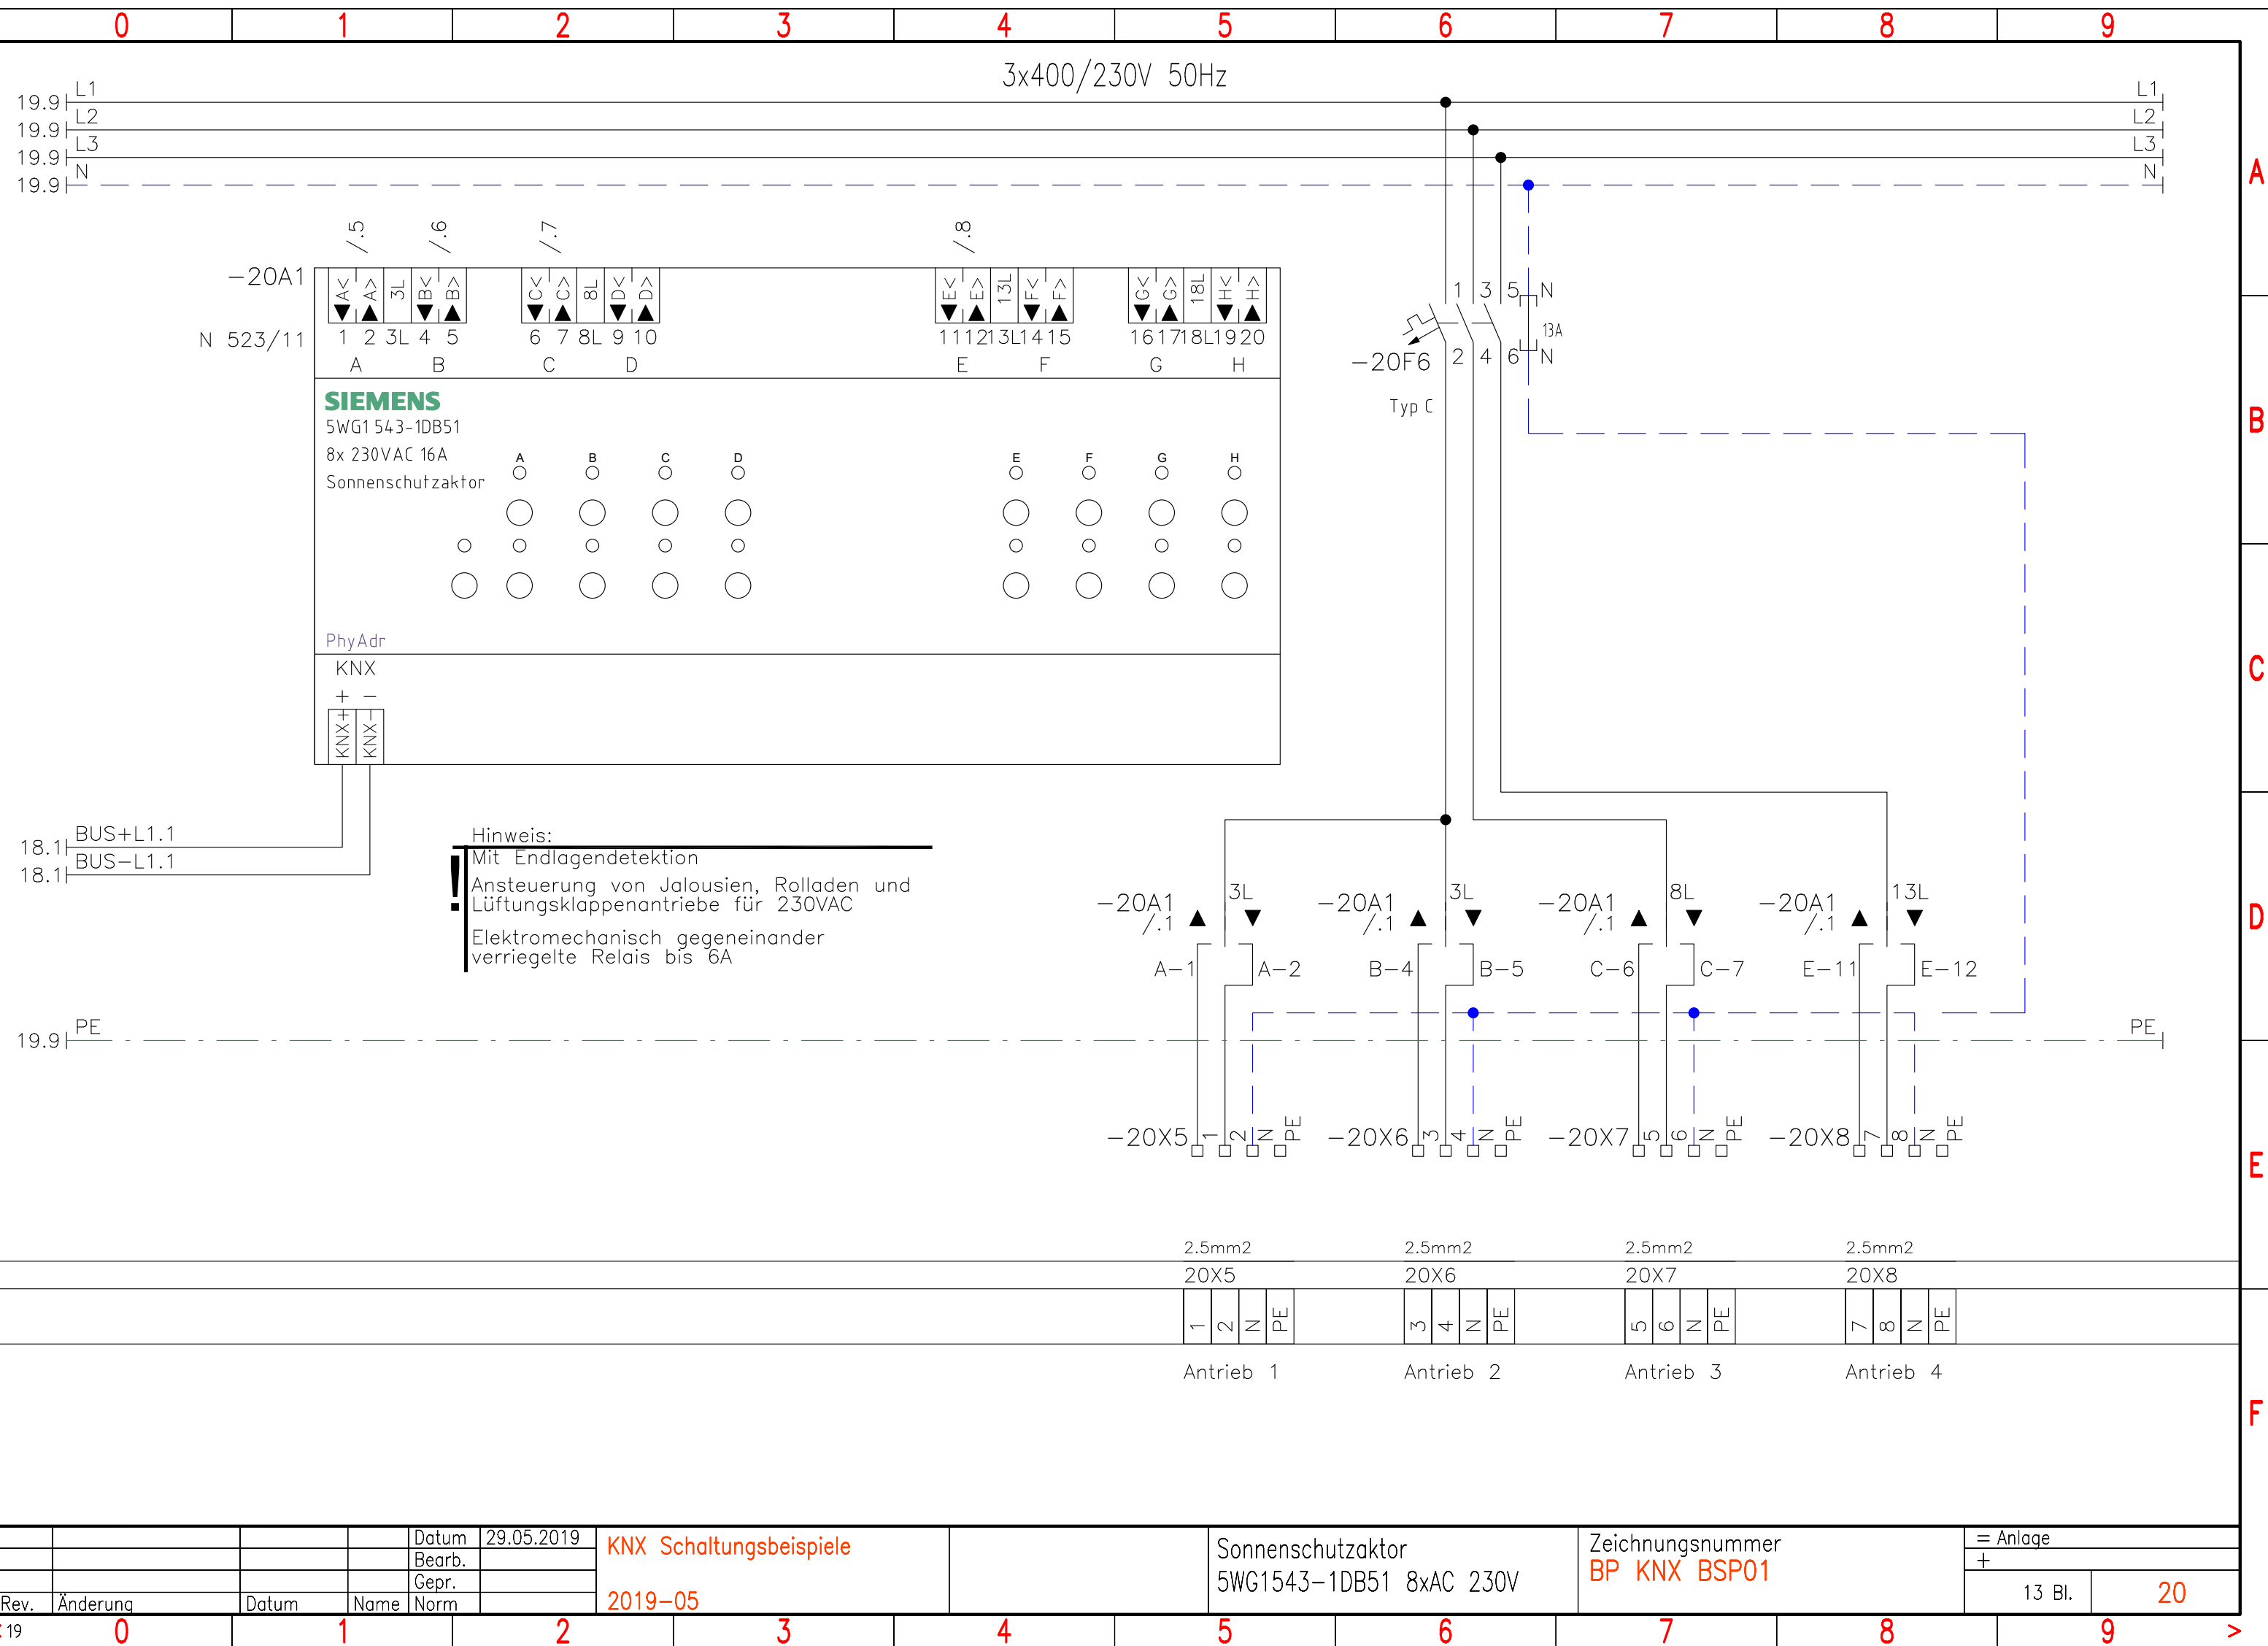 0 1 2 3 4 5 6 7 8 9
3x400/230V 50Hz
19.9 L1 L1
19.9 L2 L2
19.9 L3 L3
19.9 N N
A
/.5 /.6 /.7 /.8
-20A1
A< A> 3L B< B> C< C> 8L D< D> E< E> 13L F< F> G< G> 18L H< H>
N 523/11
1 2 3L 4 5 6 7 8L 9 10 11 12 13L 14 15 16 17 18L 19 20
A B C D E F G H
1 3 5 N
13A
-20F6 2 4 6 N
Typ C
B
SIEMENS
5WG1 543-1DB51
8x 230VAC 16A
Sonnenschutzaktor
A B C D E F G H
PhyAdr
C
KNX
+ -
KNX+ KNX-
18.1 BUS+L1.1
18.1 BUS-L1.1
Hinweis:
! Mit Endlagendetektion
Ansteuerung von Jalousien, Rolladen und
Lüftungsklappenantriebe für 230VAC
Elektromechanisch gegeneinander
verriegelte Relais bis 6A
3L 3L 8L 13L
-20A1 -20A1 -20A1 -20A1
/.1 /.1 /.1 /.1
D
A-1 A-2 B-4 B-5 C-6 C-7 E-11 E-12
19.9 PE PE
-20X5 1 2 N PE -20X6 3 4 N PE -20X7 5 6 N PE -20X8 7 8 N PE
E
2.5mm2 2.5mm2 2.5mm2 2.5mm2
20X5 20X6 20X7 20X8
1 2 N PE 3 4 N PE 5 6 N PE 7 8 N PE
Antrieb 1 Antrieb 2 Antrieb 3 Antrieb 4
F
Datum 29.05.2019
Bearb.
Gepr.
Rev. Änderung Datum Name Norm
KNX Schaltungsbeispiele
2019-05
Sonnenschutzaktor
5WG1543-1DB51 8xAC 230V
Zeichnungsnummer
BP KNX BSP01
= Anlage
+
13 Bl. 20
< 19 0 1 2 3 4 5 6 7 8 9 >